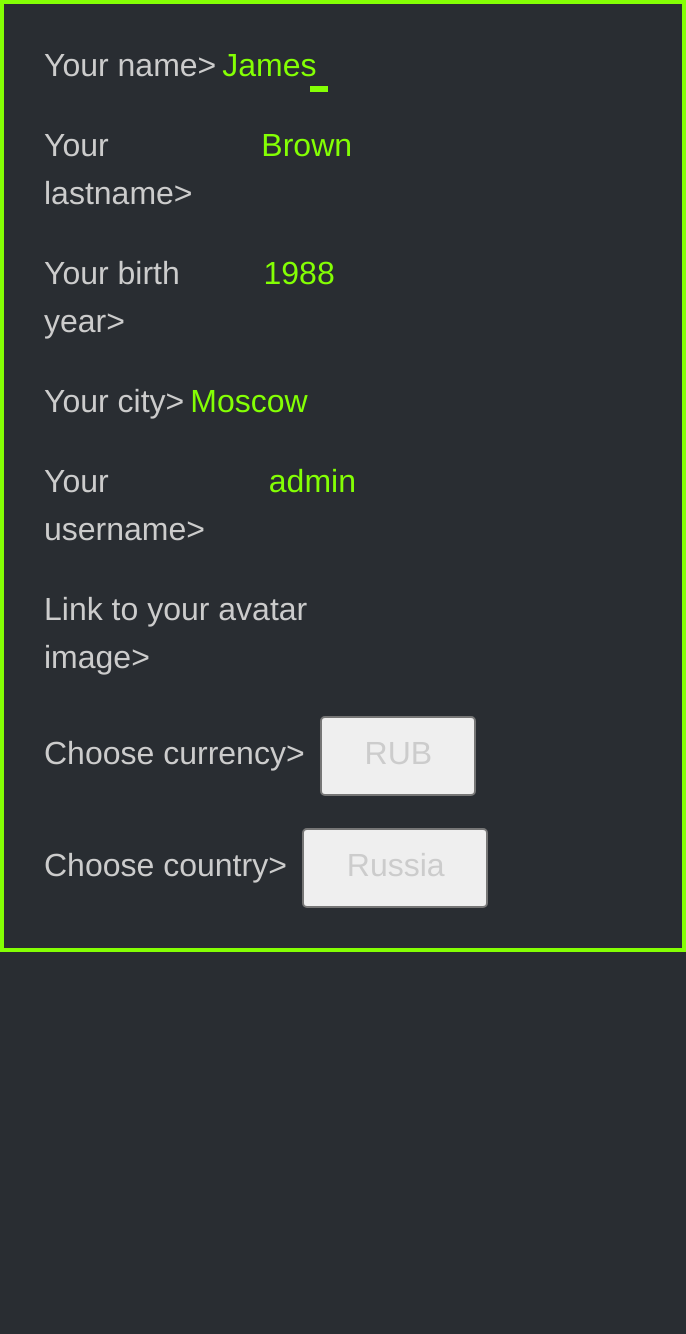 Your name> James_
Your Brown
lastname>
Your birth 1988
year>
Your city> Moscow
Your admin
username>
Link to your avatar
image>
Choose currency> RUB
Choose country> Russia